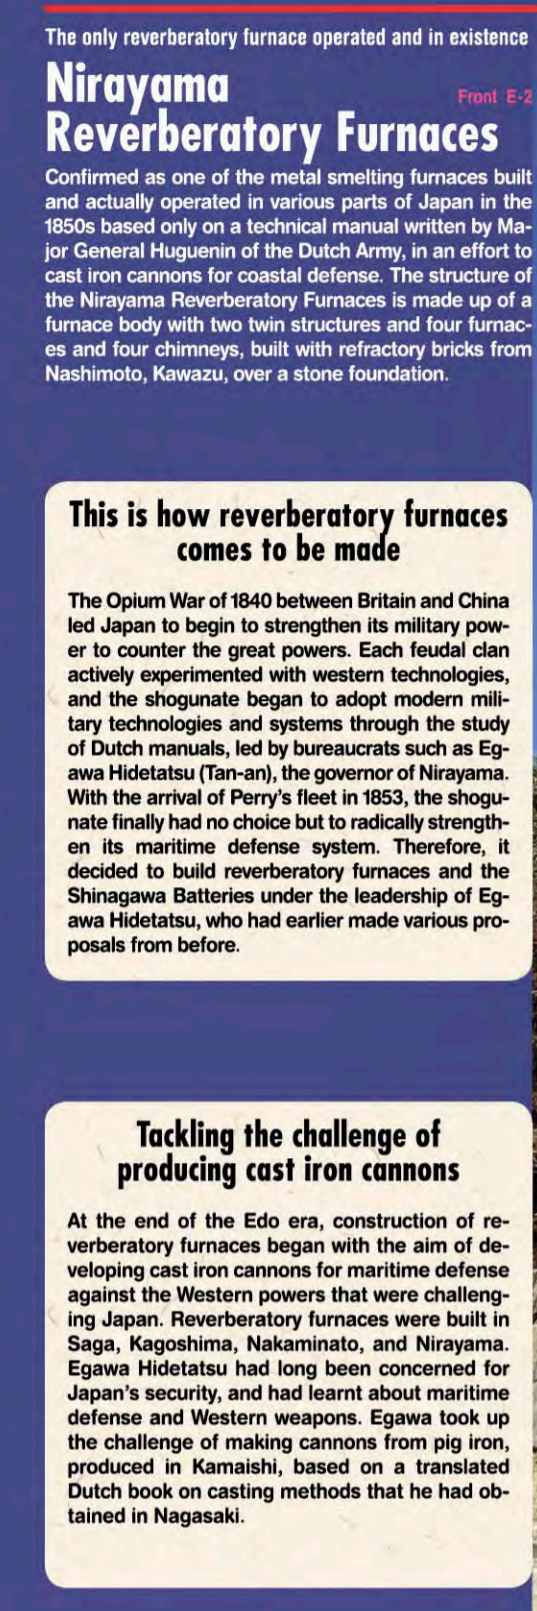 The only reverberatory furnace operated and in existence
Nirayama
Front E-2
Reverberatory Furnaces
Confirmed as one of the metal smelting furnaces built
and actually operated in various parts of Japan in the
1850s based only on a technical manual written by Ma-
jor General Huguenin of the Dutch Army, in an effort to
cast iron cannons for coastal defense. The structure of
the Nirayama Reverberatory Furnaces is made up of a
furnace body with two twin structures and four furnac-
es and four chimneys, built with refractory bricks from
Nashimoto, Kawazu, over a stone foundation.
This is how reverberatory furnaces
comes to be made
The Opium War of 1840 between Britain and China
led Japan to begin to strengthen its military pow-
er to counter the great powers. Each feudal clan
actively experimented with western technologies,
and the shogunate began to adopt modern mili-
tary technologies and systems through the study
of Dutch manuals, led by bureaucrats such as Eg-
awa Hidetatsu (Tan-an), the governor of Nirayama.
With the arrival of Perry's fleet in 1853, the shogu-
nate finally had no choice but to radically strength-
en its maritime defense system. Therefore, it
decided to build reverberatory furnaces and the
Shinagawa Batteries under the leadership of Eg-
awa Hidetatsu, who had earlier made various pro-
posals from before.
Tackling the challenge of
producing cast iron cannons
At the end of the Edo era, construction of re-
verberatory furnaces began with the aim of de-
veloping cast iron cannons for maritime defense
against the Western powers that were challeng-
ing Japan. Reverberatory furnaces were built in
Saga, Kagoshima, Nakaminato, and Nirayama.
Egawa Hidetatsu had long been concerned for
Japan's security, and had learnt about maritime
defense and Western weapons. Egawa took up
the challenge of making cannons from pig iron,
produced in Kamaishi, based on a translated
Dutch book on casting methods that he had ob-
tained in Nagasaki.